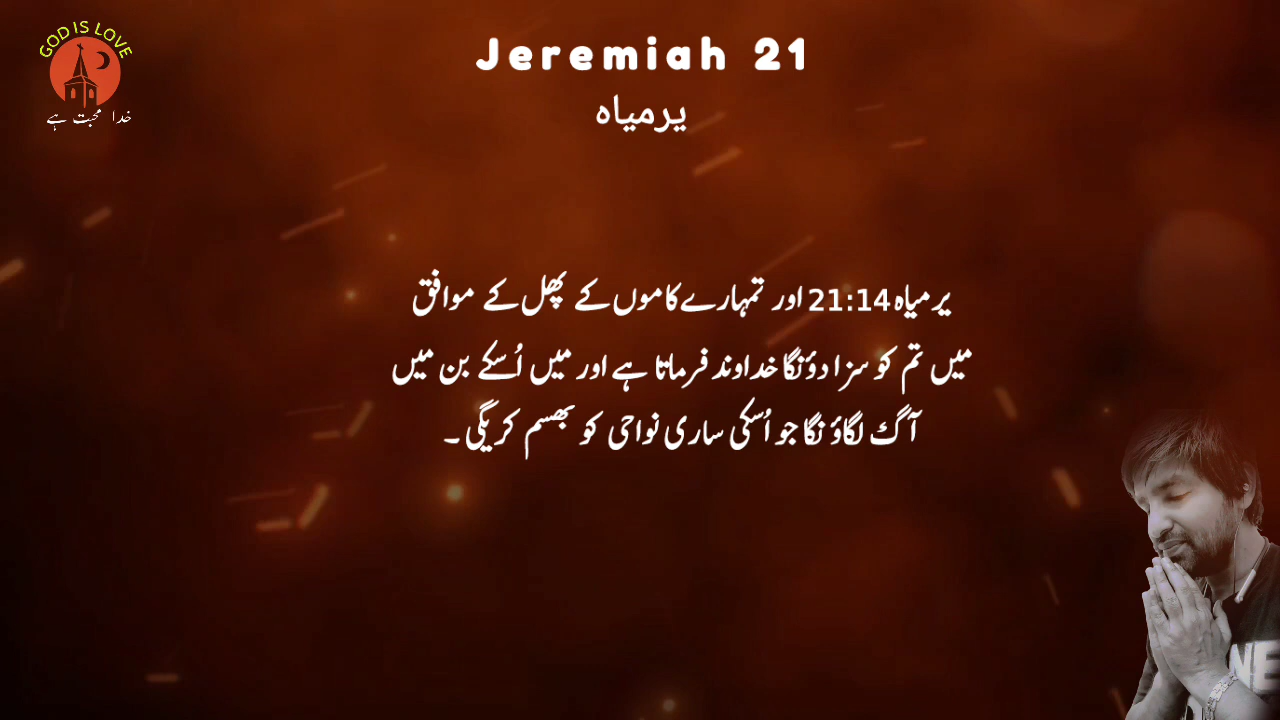 GOD IS LOVE
خدا محبت ہے
Jeremiah 21
یرمیاہ
یرمیاہ 21:14 اور تمہارے کاموں کے پھل کے موافق
میں تم کو سزا دؤنگا خداوند فرماتا ہے اور میں اُسکے بن میں
آگ لگاؤ نگا جو اُسکی ساری نواحی کو بھسم کریگی ۔